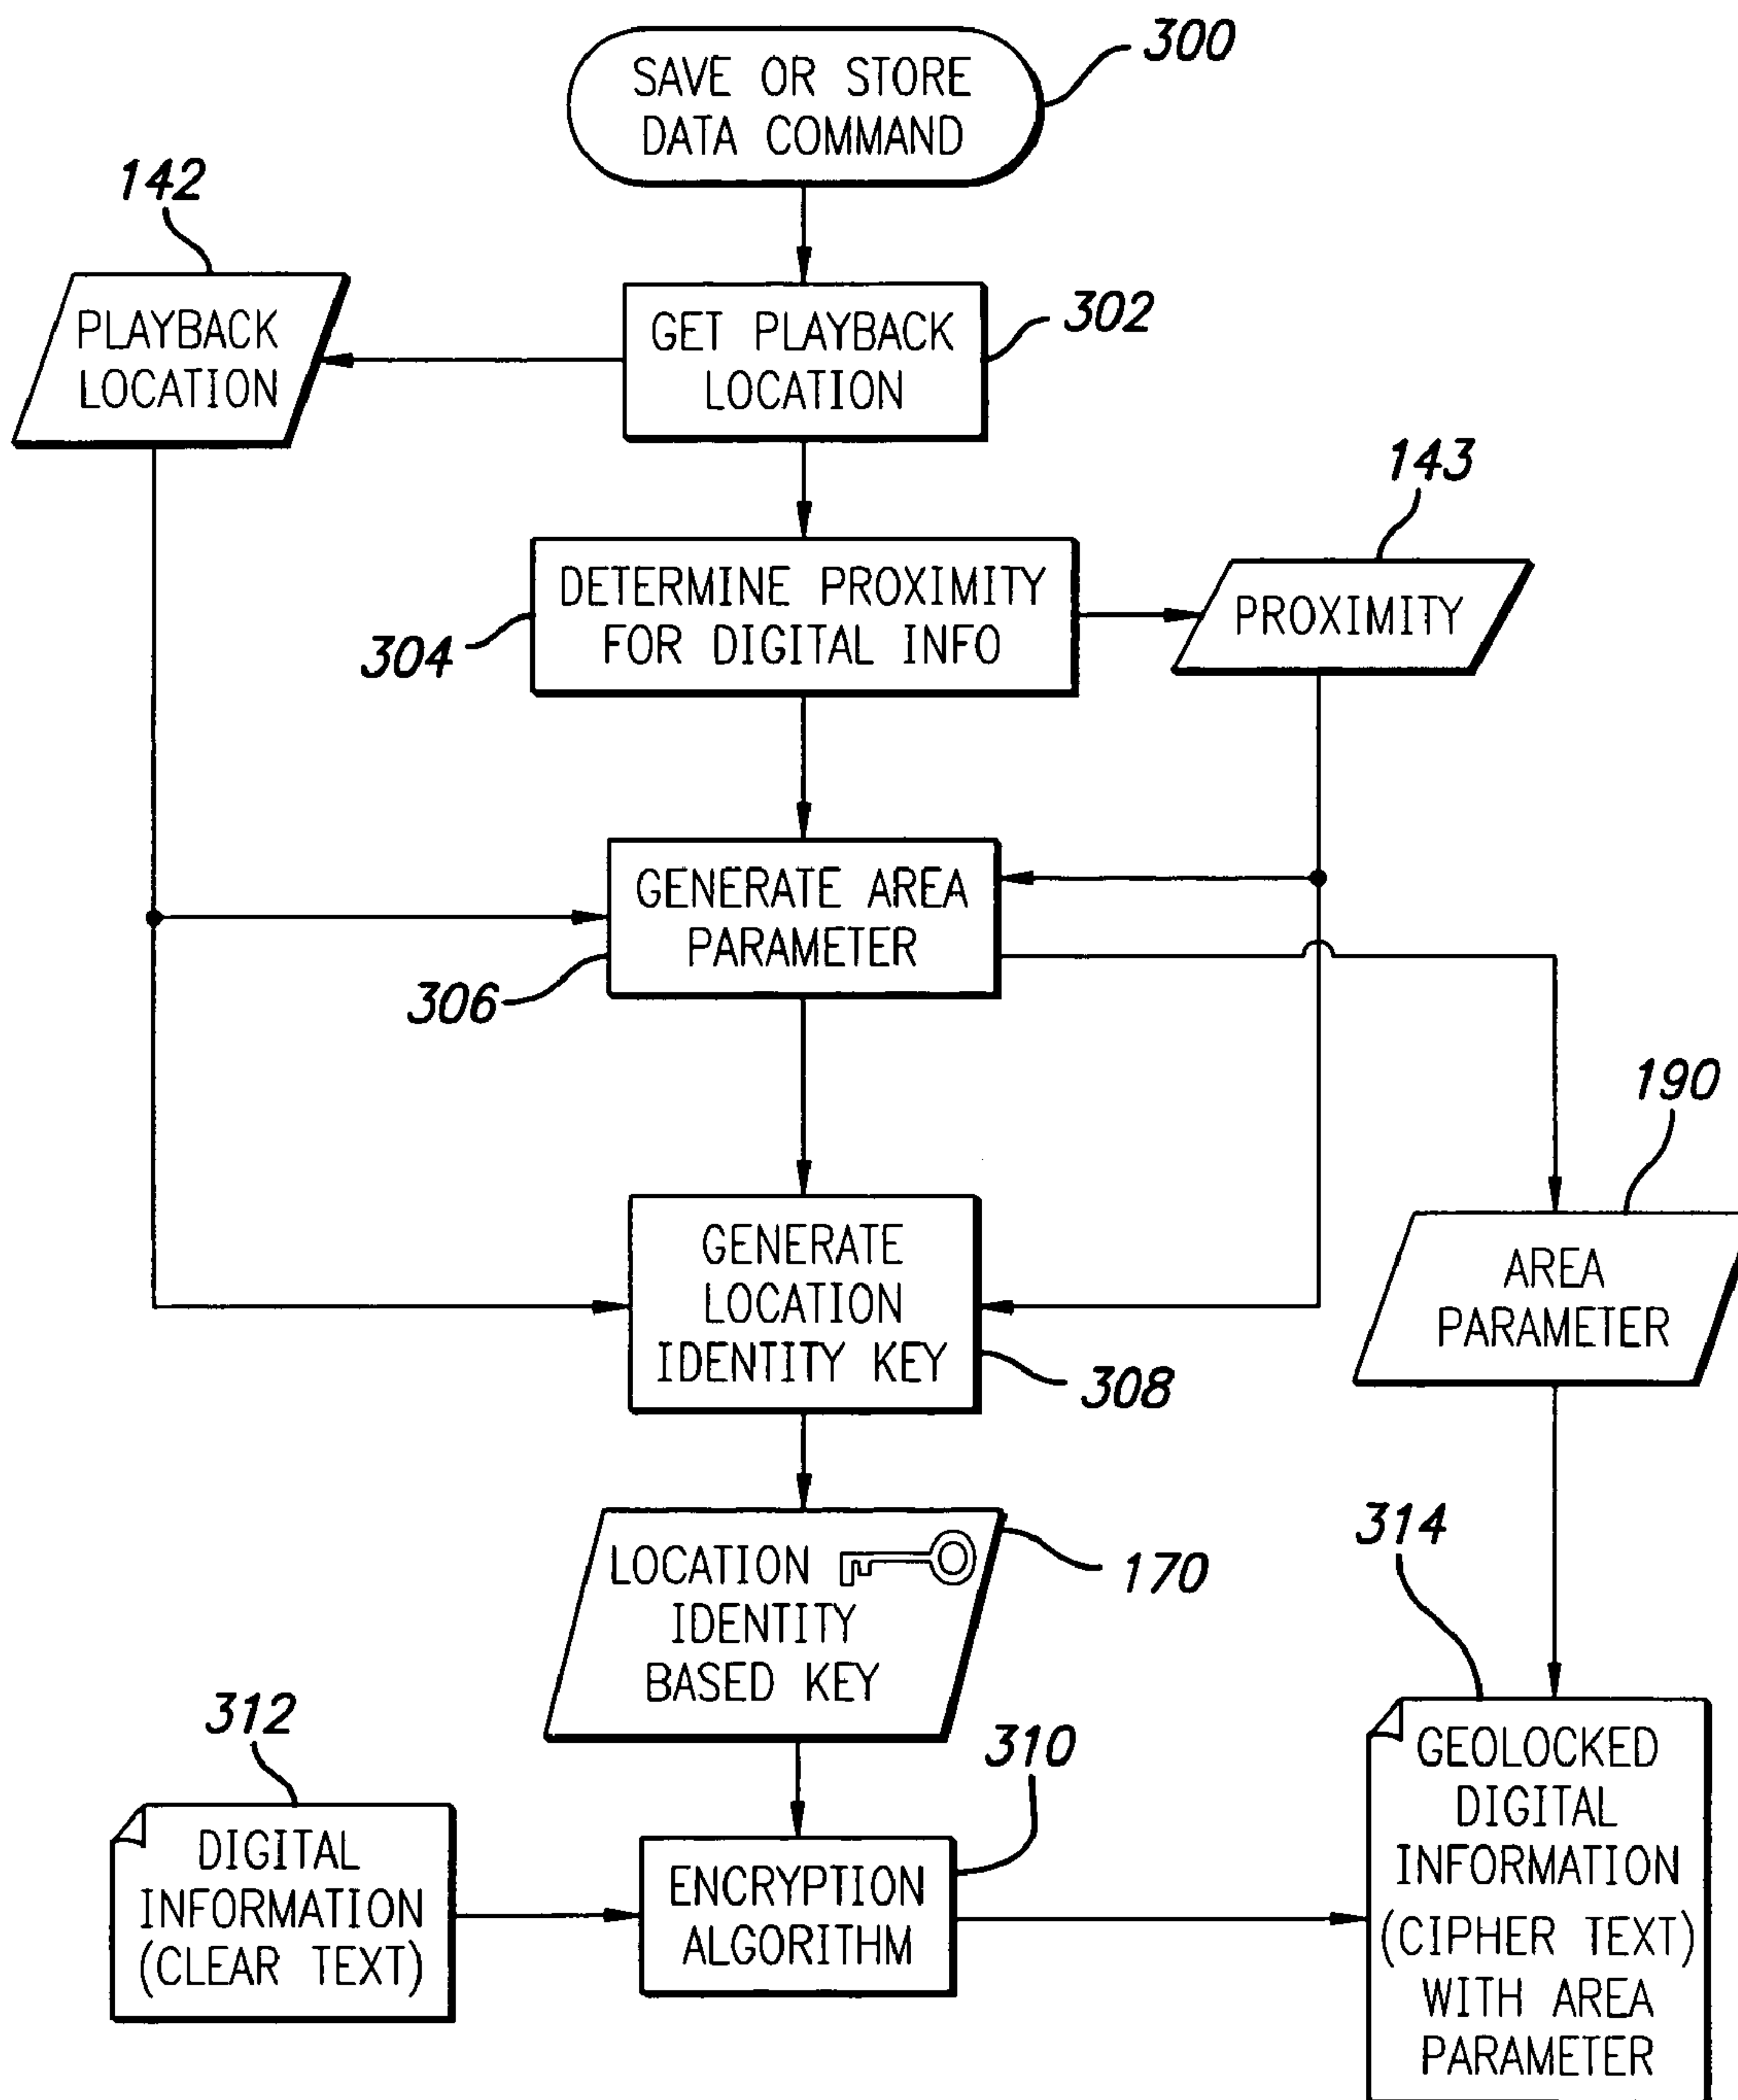 300
SAVE OR STORE
DATA COMMAND
142
PLAYBACK
LOCATION
GET PLAYBACK
LOCATION
302
143
DETERMINE PROXIMITY
FOR DIGITAL INFO
304
PROXIMITY
GENERATE AREA
PARAMETER
306
190
GENERATE
LOCATION
IDENTITY KEY
308
AREA
PARAMETER
LOCATION
IDENTITY
BASED KEY
170
314
312
310
DIGITAL
INFORMATION
(CLEAR TEXT)
ENCRYPTION
ALGORITHM
GEOLOCKED
DIGITAL
INFORMATION
(CIPHER TEXT)
WITH AREA
PARAMETER